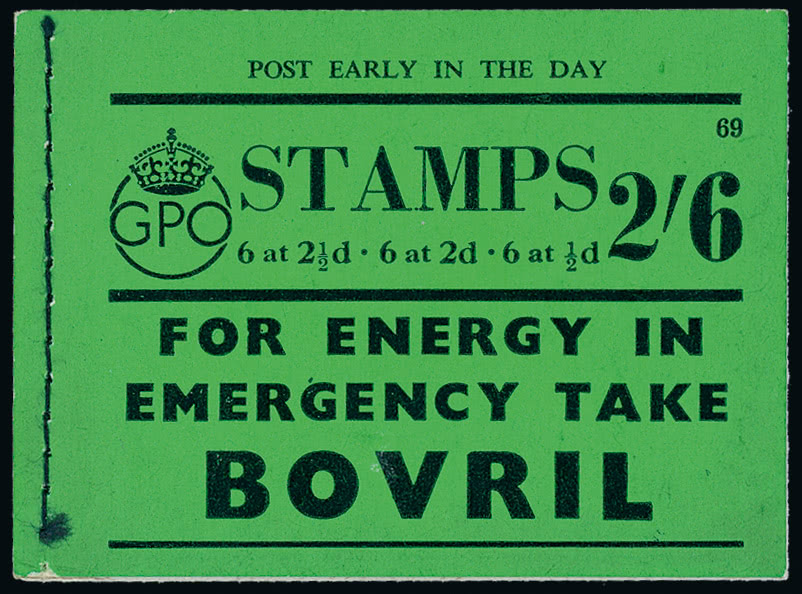 POST EARLY IN THE DAY
69
GPO
STAMPS 2/6
6 at 2½d · 6 at 2d · 6 at ½d
FOR ENERGY IN
EMERGENCY TAKE
BOVRIL